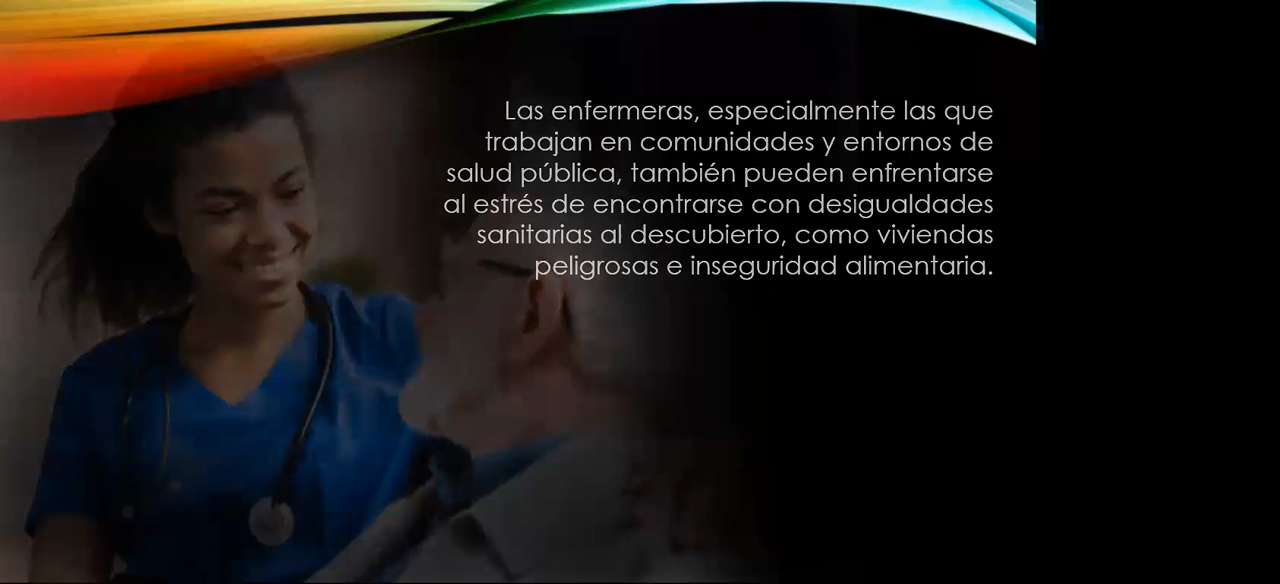 Las enfermeras, especialmente las que
trabajan en comunidades y entornos de
salud pública, también pueden enfrentarse
al estrés de encontrarse con desigualdades
sanitarias al descubierto, como viviendas
peligrosas e inseguridad alimentaria.